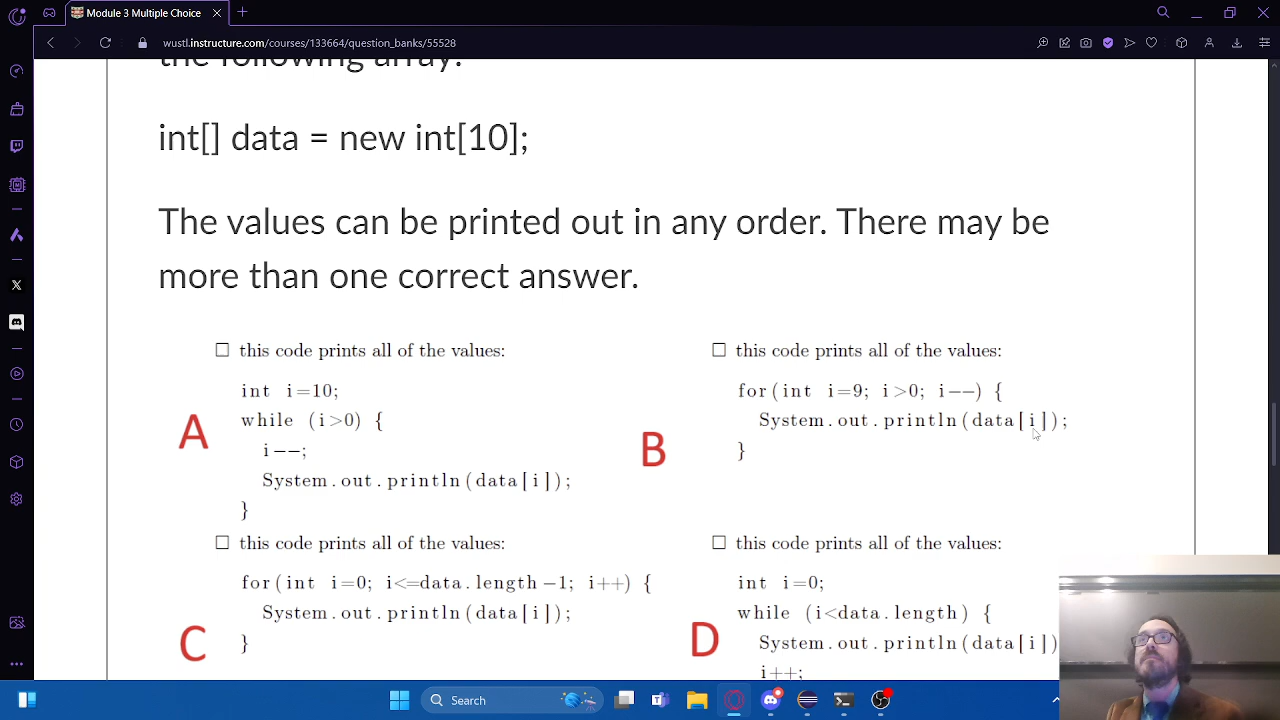 Module 3 Multiple Choice
wustl.instructure.com/courses/133664/question_banks/55528
the following array.
int[] data = new int[10];
The values can be printed out in any order. There may be
more than one correct answer.
this code prints all of the values:
int i=10;
while (i>0) {
i--;
System.out.println(data[i]);
}
A
this code prints all of the values:
for(int i=9; i>0; i--) {
System.out.println(data[i]);
}
B
this code prints all of the values:
for(int i=0; i<=data.length-1; i++) {
System.out.println(data[i]);
}
C
this code prints all of the values:
int i=0;
while (i<data.length) {
System.out.println(data[i])
i++;
D
Search